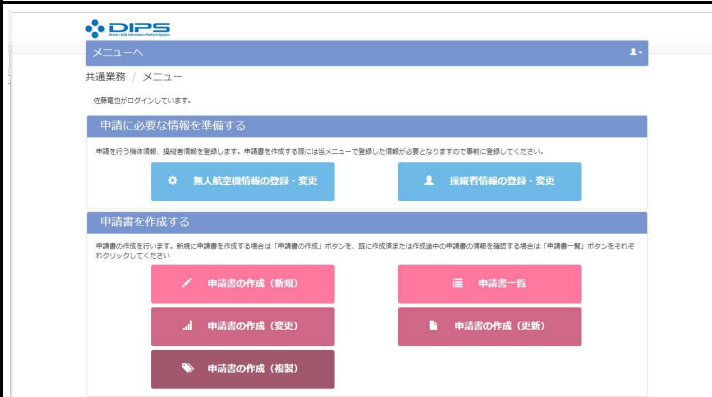 DIPS
メニューへ
共通業務 / メニュー
佐藤竜也がログインしています。
申請に必要な情報を準備する
申請を行う機体情報、操縦者情報を登録します。申請書を作成する際には当メニューで登録した情報が必要となりますので事前に登録してください。
無人航空機情報の登録・変更
操縦者情報の登録・変更
申請書を作成する
申請書の作成を行います。新規に申請書を作成する場合は「申請書の作成」ボタンを、既に作成済または作成途中の申請書の情報を確認する場合は「申請書一覧」ボタンをそれぞ
れクリックしてください
申請書の作成（新規）
申請書一覧
申請書の作成（変更）
申請書の作成（更新）
申請書の作成（複製）